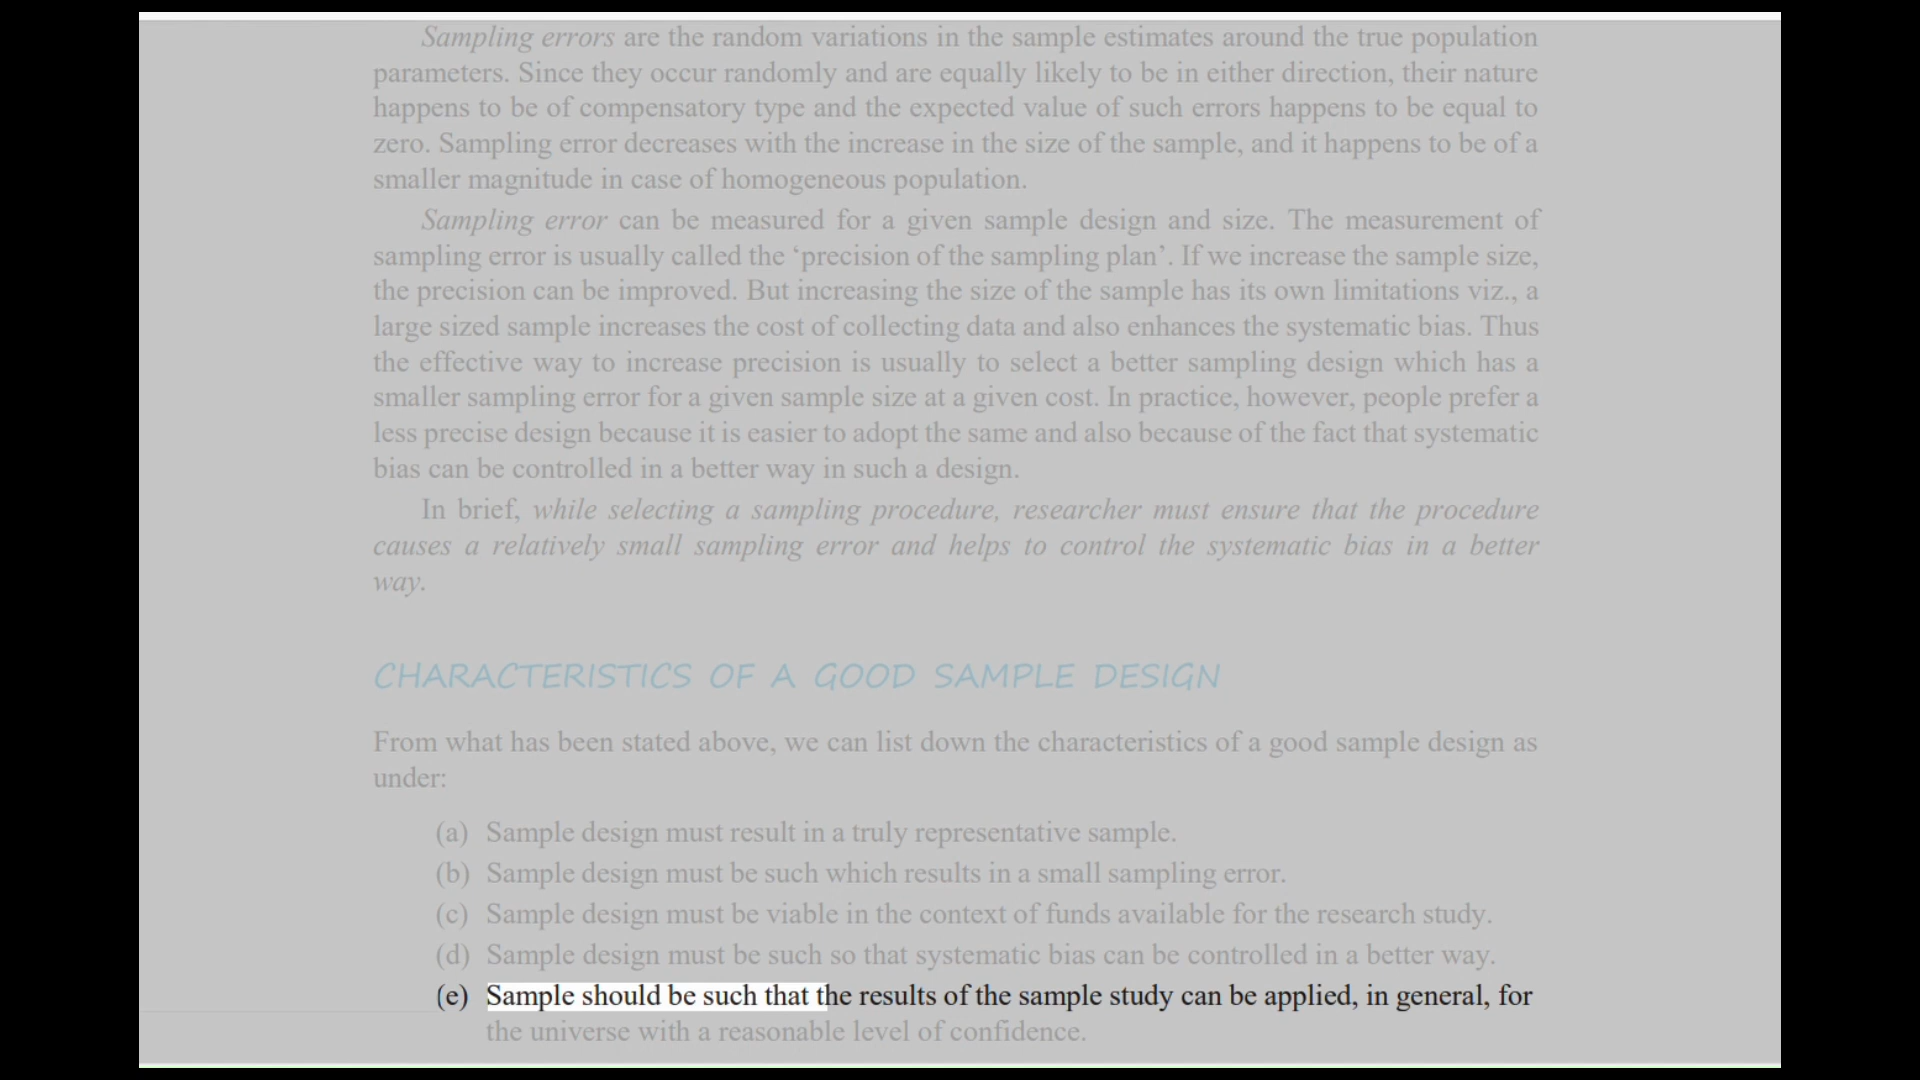 Sampling errors are the random variations in the sample estimates around the true population
parameters. Since they occur randomly and are equally likely to be in either direction, their nature
happens to be of compensatory type and the expected value of such errors happens to be equal to
zero. Sampling error decreases with the increase in the size of the sample, and it happens to be of a
smaller magnitude in case of homogeneous population.
Sampling error can be measured for a given sample design and size. The measurement of
sampling error is usually called the ‘precision of the sampling plan’. If we increase the sample size,
the precision can be improved. But increasing the size of the sample has its own limitations viz., a
large sized sample increases the cost of collecting data and also enhances the systematic bias. Thus
the effective way to increase precision is usually to select a better sampling design which has a
smaller sampling error for a given sample size at a given cost. In practice, however, people prefer a
less precise design because it is easier to adopt the same and also because of the fact that systematic
bias can be controlled in a better way in such a design.
In brief, while selecting a sampling procedure, researcher must ensure that the procedure
causes a relatively small sampling error and helps to control the systematic bias in a better
way.
CHARACTERISTICS OF A GOOD SAMPLE DESIGN
From what has been stated above, we can list down the characteristics of a good sample design as
under:
(a) Sample design must result in a truly representative sample.
(b) Sample design must be such which results in a small sampling error.
(c) Sample design must be viable in the context of funds available for the research study.
(d) Sample design must be such so that systematic bias can be controlled in a better way.
(e) Sample should be such that the results of the sample study can be applied, in general, for
the universe with a reasonable level of confidence.